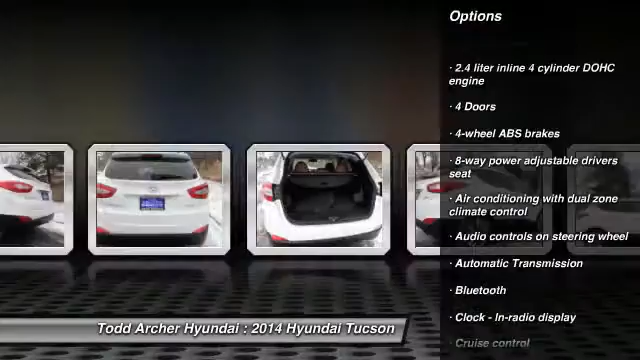 Options
· 2.4 liter inline 4 cylinder DOHC
engine
· 4 Doors
· 4-wheel ABS brakes
· 8-way power adjustable drivers
seat
· Air conditioning with dual zone
climate control
· Audio controls on steering wheel
· Automatic Transmission
· Bluetooth
· Clock - In-radio display
· Cruise control
Todd Archer Hyundai : 2014 Hyundai Tucson